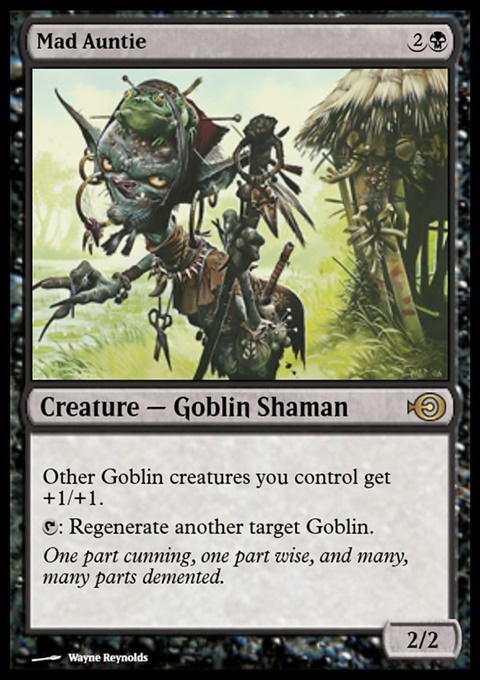 Mad Auntie 2
Creature — Goblin Shaman
Other Goblin creatures you control get
+1/+1.
: Regenerate another target Goblin.
One part cunning, one part wise, and many,
many parts demented.
2/2
Wayne Reynolds